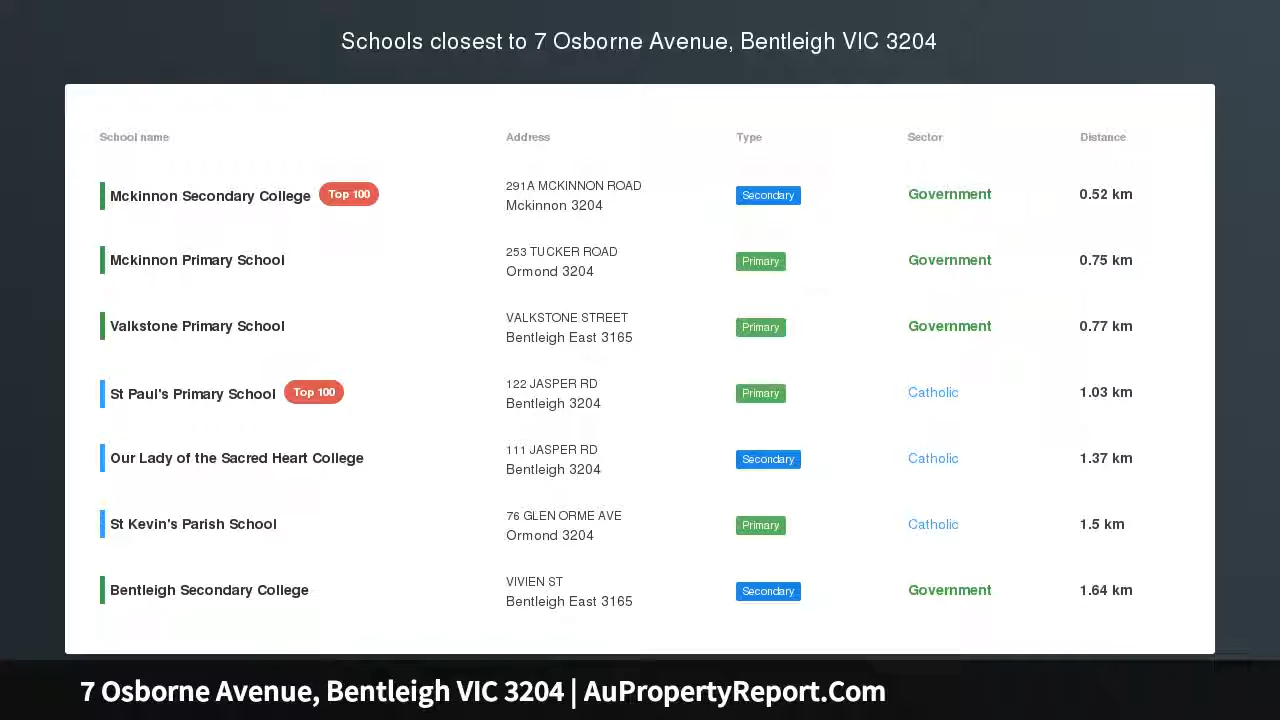 Schools closest to 7 Osborne Avenue, Bentleigh VIC 3204
School name Address Type Sector Distance
Mckinnon Secondary College Top 100 291A MCKINNON ROAD Secondary Government 0.52 km
Mckinnon 3204
Mckinnon Primary School 253 TUCKER ROAD Primary Government 0.75 km
Ormond 3204
Valkstone Primary School VALKSTONE STREET Primary Government 0.77 km
Bentleigh East 3165
St Paul's Primary School Top 100 122 JASPER RD Primary Catholic 1.03 km
Bentleigh 3204
Our Lady of the Sacred Heart College 111 JASPER RD Secondary Catholic 1.37 km
Bentleigh 3204
St Kevin's Parish School 76 GLEN ORME AVE Primary Catholic 1.5 km
Ormond 3204
Bentleigh Secondary College VIVIEN ST Secondary Government 1.64 km
Bentleigh East 3165
7 Osborne Avenue, Bentleigh VIC 3204 | AuPropertyReport.Com